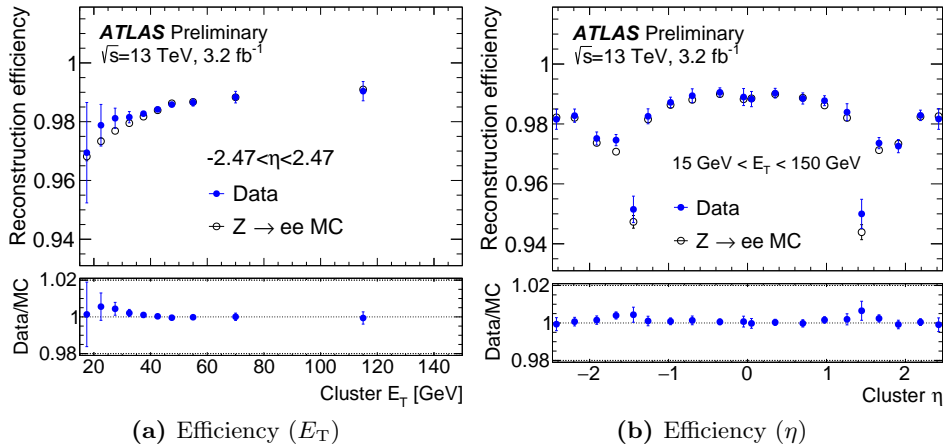 ATLAS Preliminary
√s=13 TeV, 3.2 fb⁻¹
Reconstruction efficiency
1
0.98
0.96
0.94
-2.47<η<2.47
Data
Z → ee MC
Data/MC
1.02
1
0.98
20 40 60 80 100 120 140
Cluster E_T [GeV]
(a) Efficiency (E_T)
ATLAS Preliminary
√s=13 TeV, 3.2 fb⁻¹
Reconstruction efficiency
1
0.98
0.96
0.94
15 GeV < E_T < 150 GeV
Data
Z → ee MC
Data/MC
1.02
1
0.98
−2 −1 0 1 2
Cluster η
(b) Efficiency (η)